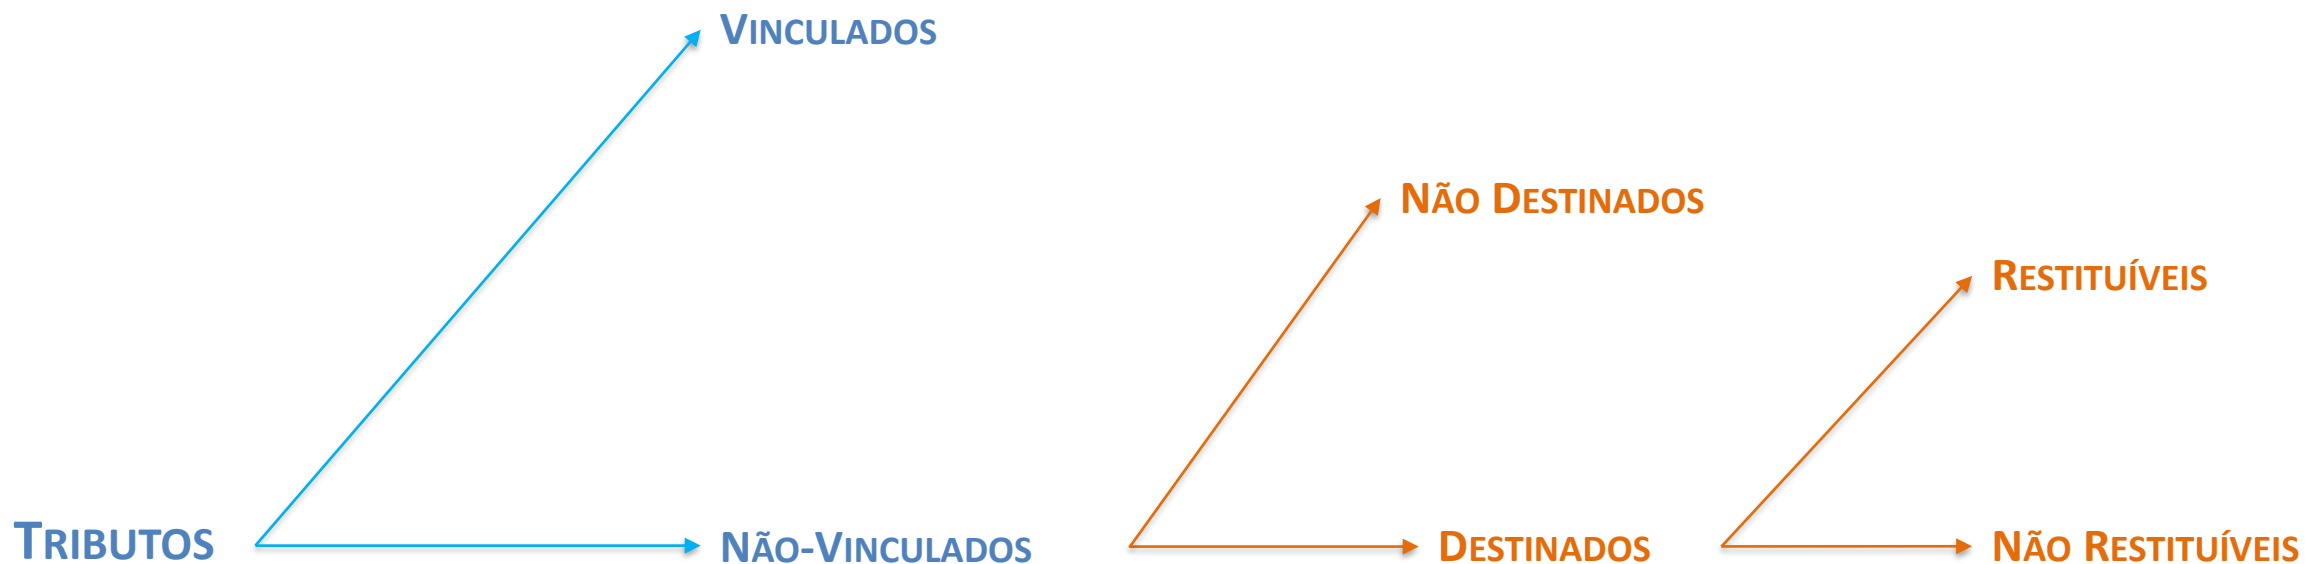 VINCULADOS
NÃO DESTINADOS
RESTITUÍVEIS
TRIBUTOS
NÃO-VINCULADOS
DESTINADOS
NÃO RESTITUÍVEIS